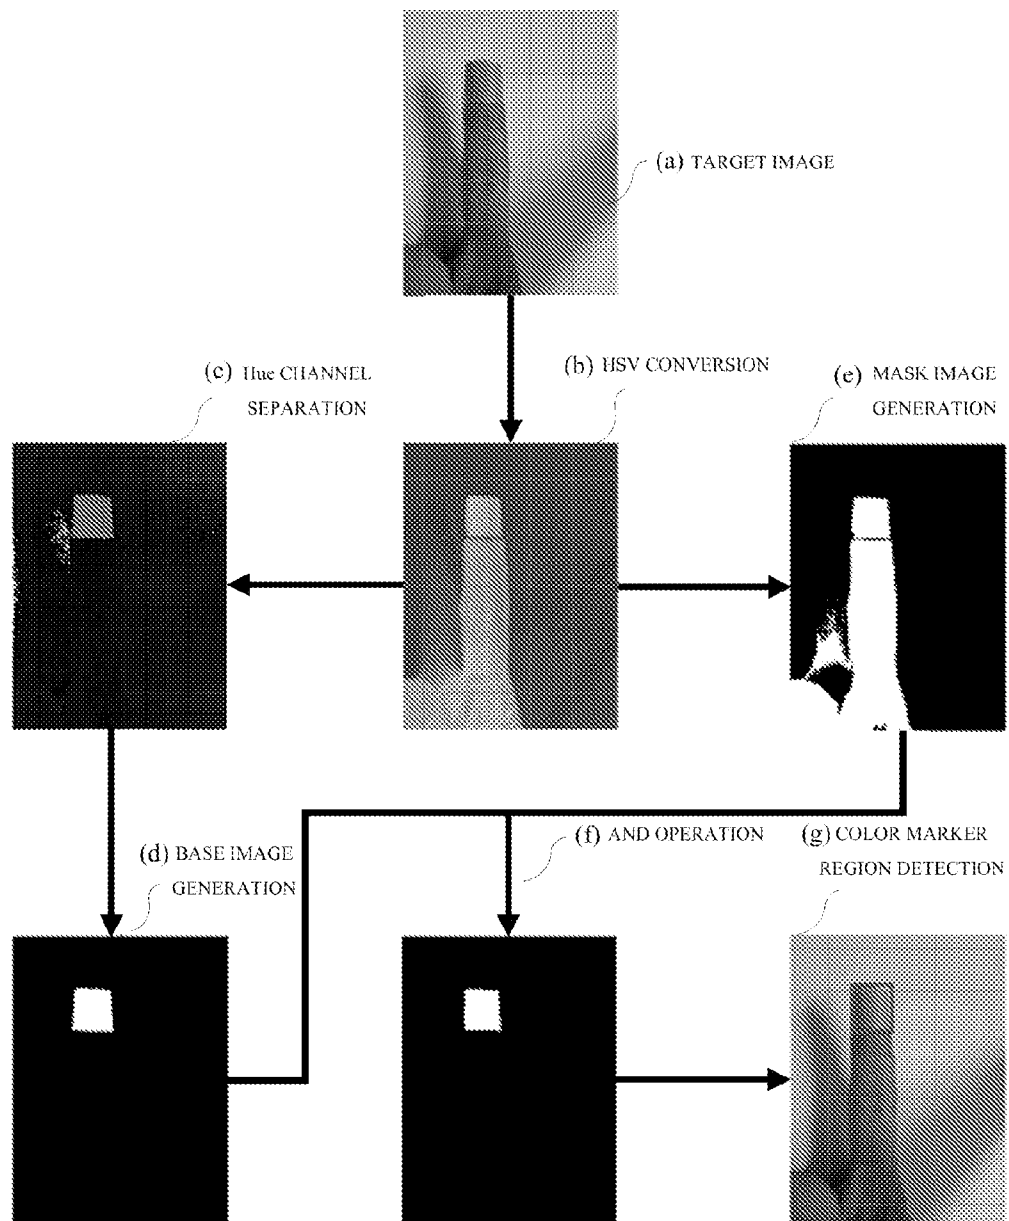 (a) TARGET IMAGE
(c) Hue CHANNEL
SEPARATION
(b) HSV CONVERSION
(e) MASK IMAGE
GENERATION
(d) BASE IMAGE
GENERATION
(f) AND OPERATION
(g) COLOR MARKER
REGION DETECTION